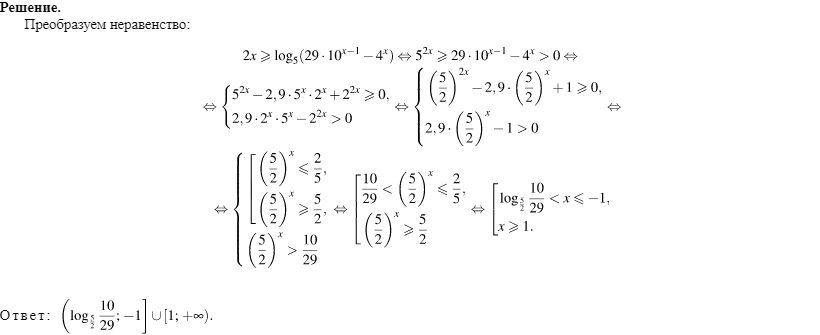 Решение.
Преобразуем неравенство:
2x ⩾ log₅(29 · 10^{x−1} − 4^x) ⇔ 5^{2x} ⩾ 29 · 10^{x−1} − 4^x > 0 ⇔
⇔ { 5^{2x} − 2,9 · 5^x · 2^x + 2^{2x} ⩾ 0, 2,9 · 2^x · 5^x − 2^{2x} > 0 ⇔ { (5/2)^{2x} − 2,9 · (5/2)^x + 1 ⩾ 0, 2,9 · (5/2)^x − 1 > 0 ⇔
⇔ { [ (5/2)^x ⩽ 2/5, (5/2)^x ⩾ 5/2, (5/2)^x > 10/29 ⇔ [ 10/29 < (5/2)^x ⩽ 2/5, (5/2)^x ⩾ 5/2 ⇔ [ log_{5/2} 10/29 < x ⩽ −1, x ⩾ 1.
Ответ: (log_{5/2} 10/29; −1] ∪ [1; +∞).